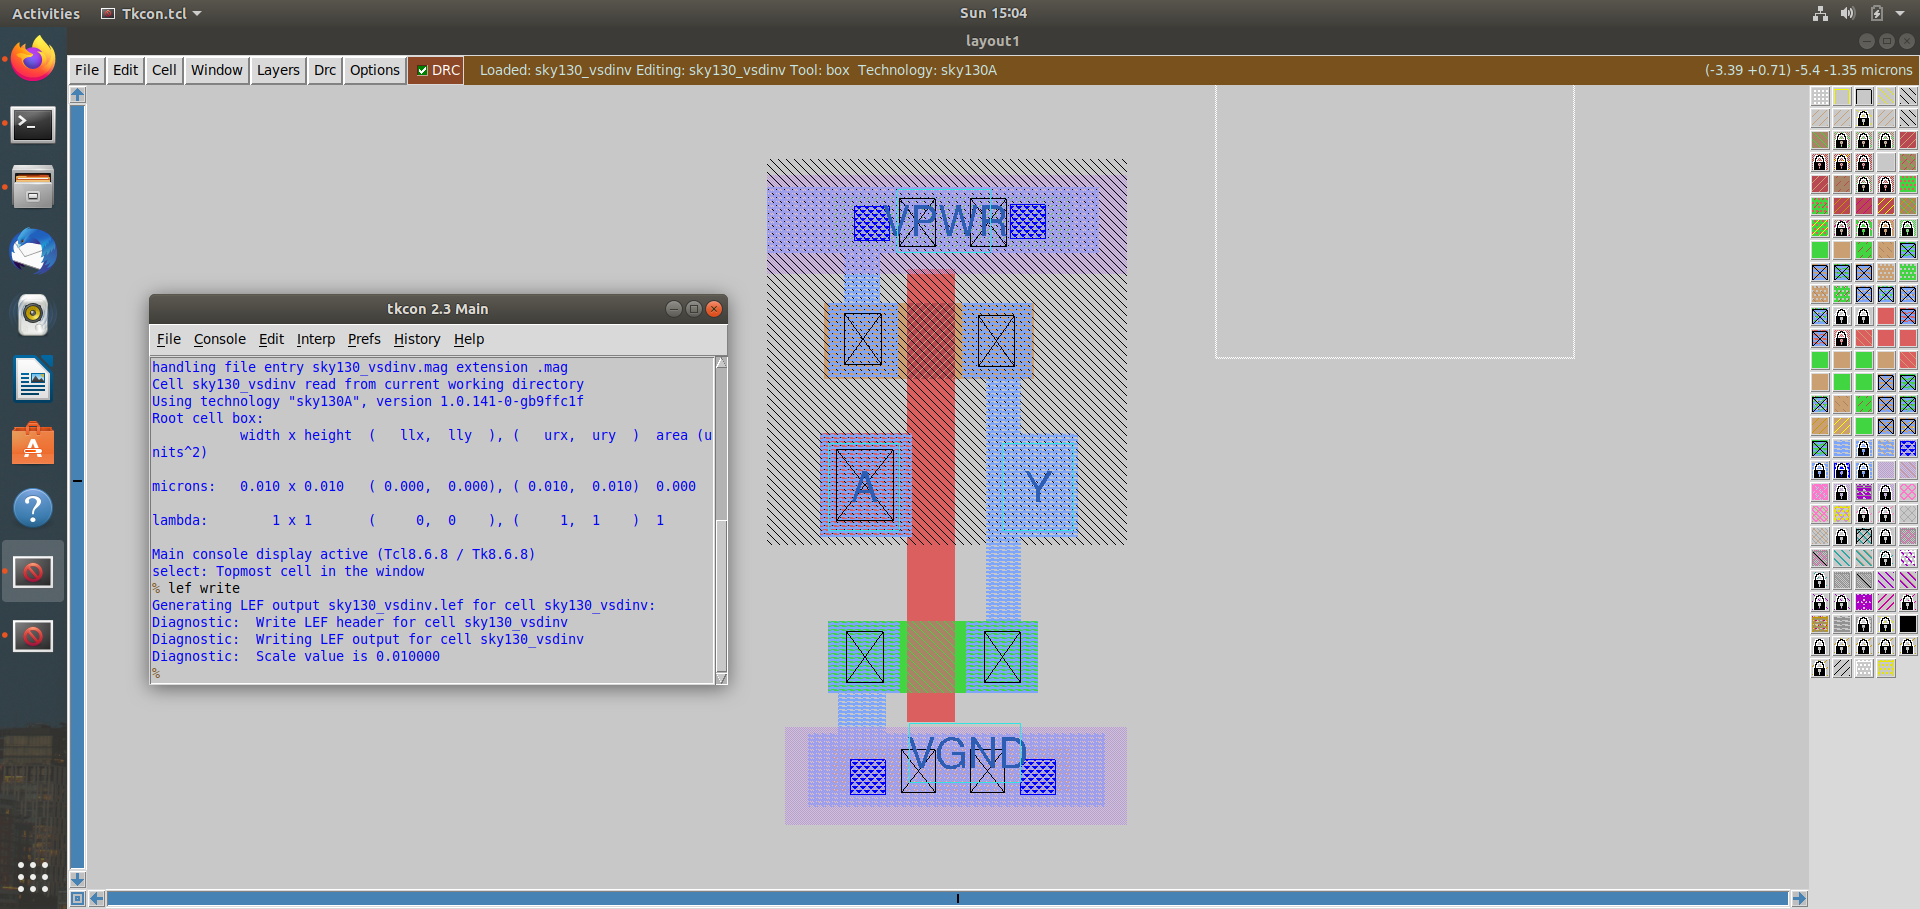 Activities Tkcon.tcl Sun 15:04
layout1
File Edit Cell Window Layers Drc Options DRC Loaded: sky130_vsdinv Editing: sky130_vsdinv Tool: box Technology: sky130A (-3.39 +0.71) -5.4 -1.35 microns
VPWR
A
Y
VGND
tkcon 2.3 Main
File Console Edit Interp Prefs History Help
handling file entry sky130_vsdinv.mag extension .mag
Cell sky130_vsdinv read from current working directory
Using technology "sky130A", version 1.0.141-0-gb9ffc1f
Root cell box:
width x height ( llx, lly ), ( urx, ury ) area (u
nits^2)
microns: 0.010 x 0.010 ( 0.000, 0.000), ( 0.010, 0.010) 0.000
lambda: 1 x 1 ( 0, 0 ), ( 1, 1 ) 1
Main console display active (Tcl8.6.8 / Tk8.6.8)
select: Topmost cell in the window
% lef write
Generating LEF output sky130_vsdinv.lef for cell sky130_vsdinv:
Diagnostic: Write LEF header for cell sky130_vsdinv
Diagnostic: Writing LEF output for cell sky130_vsdinv
Diagnostic: Scale value is 0.010000
%